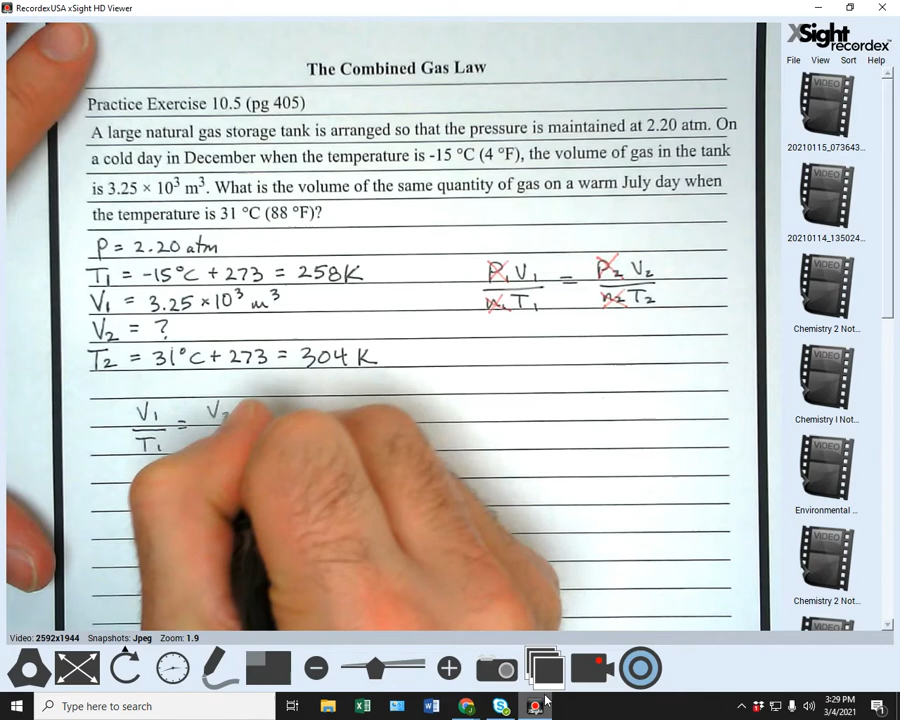 RecordexUSA xSight HD Viewer
xSight
recordex
File View Sort Help
The Combined Gas Law
Practice Exercise 10.5 (pg 405)
A large natural gas storage tank is arranged so that the pressure is maintained at 2.20 atm. On
a cold day in December when the temperature is -15 °C (4 °F), the volume of gas in the tank
is 3.25 × 10³ m³. What is the volume of the same quantity of gas on a warm July day when
the temperature is 31 °C (88 °F)?
P = 2.20 atm
T₁ = -15°C + 273 = 258K
V₁ = 3.25 × 10³ m³
V₂ = ?
T₂ = 31°C + 273 = 304 K
P₁V₁ = P₂V₂
n₁T₁ n₂T₂
V₁ = V₂
T₁
20210115_073643...
20210114_135024...
Chemistry 2 Not...
Chemistry I Not...
Environmental ...
Chemistry 2 Not...
Video: 2592x1944 Snapshots: Jpeg Zoom: 1.9
Type here to search
3:29 PM
3/4/2021
1